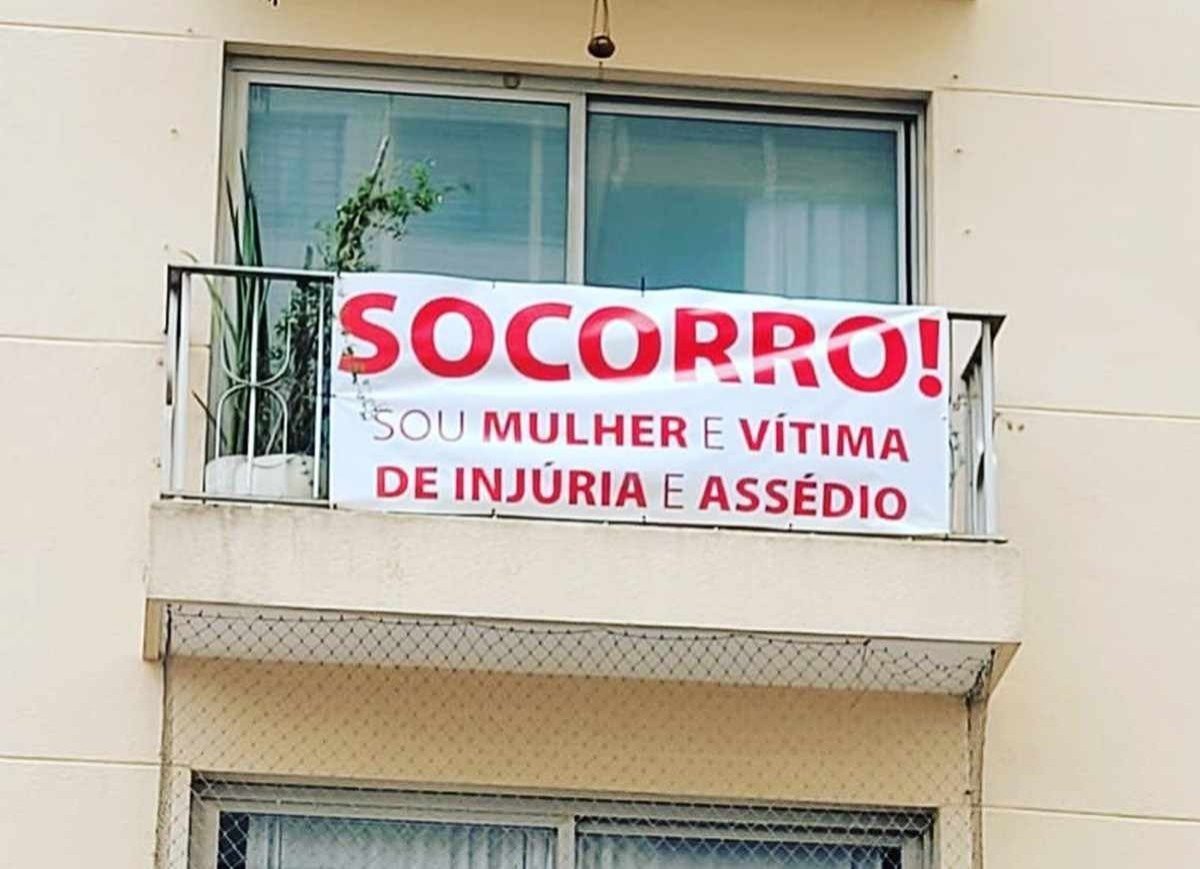 SOCORRO!
SOU MULHER E VÍTIMA
DE INJÚRIA E ASSÉDIO